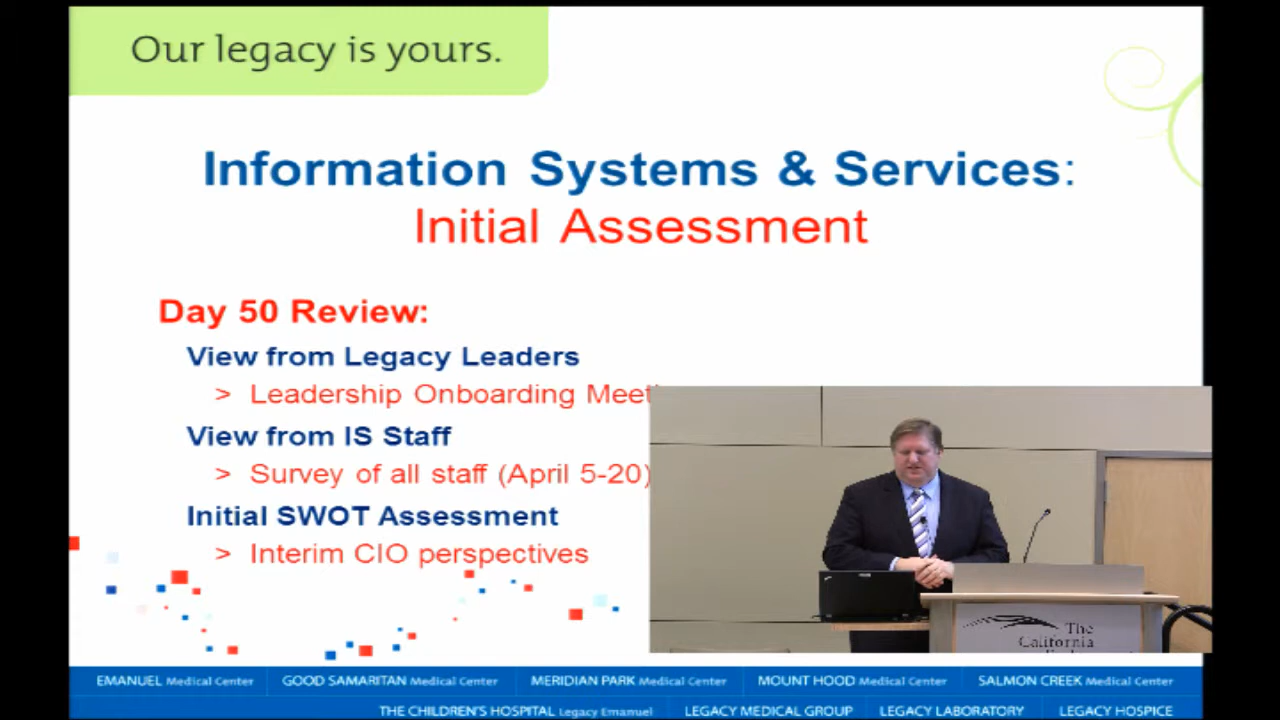 Our legacy is yours.
Information Systems & Services:
Initial Assessment
Day 50 Review:
View from Legacy Leaders
> Leadership Onboarding Meet
View from IS Staff
> Survey of all staff (April 5-20)
Initial SWOT Assessment
> Interim CIO perspectives
The
California
EMANUEL Medical Center GOOD SAMARITAN Medical Center MERIDIAN PARK Medical Center MOUNT HOOD Medical Center SALMON CREEK Medical Center
THE CHILDREN'S HOSPITAL Legacy Emanuel LEGACY MEDICAL GROUP LEGACY LABORATORY LEGACY HOSPICE